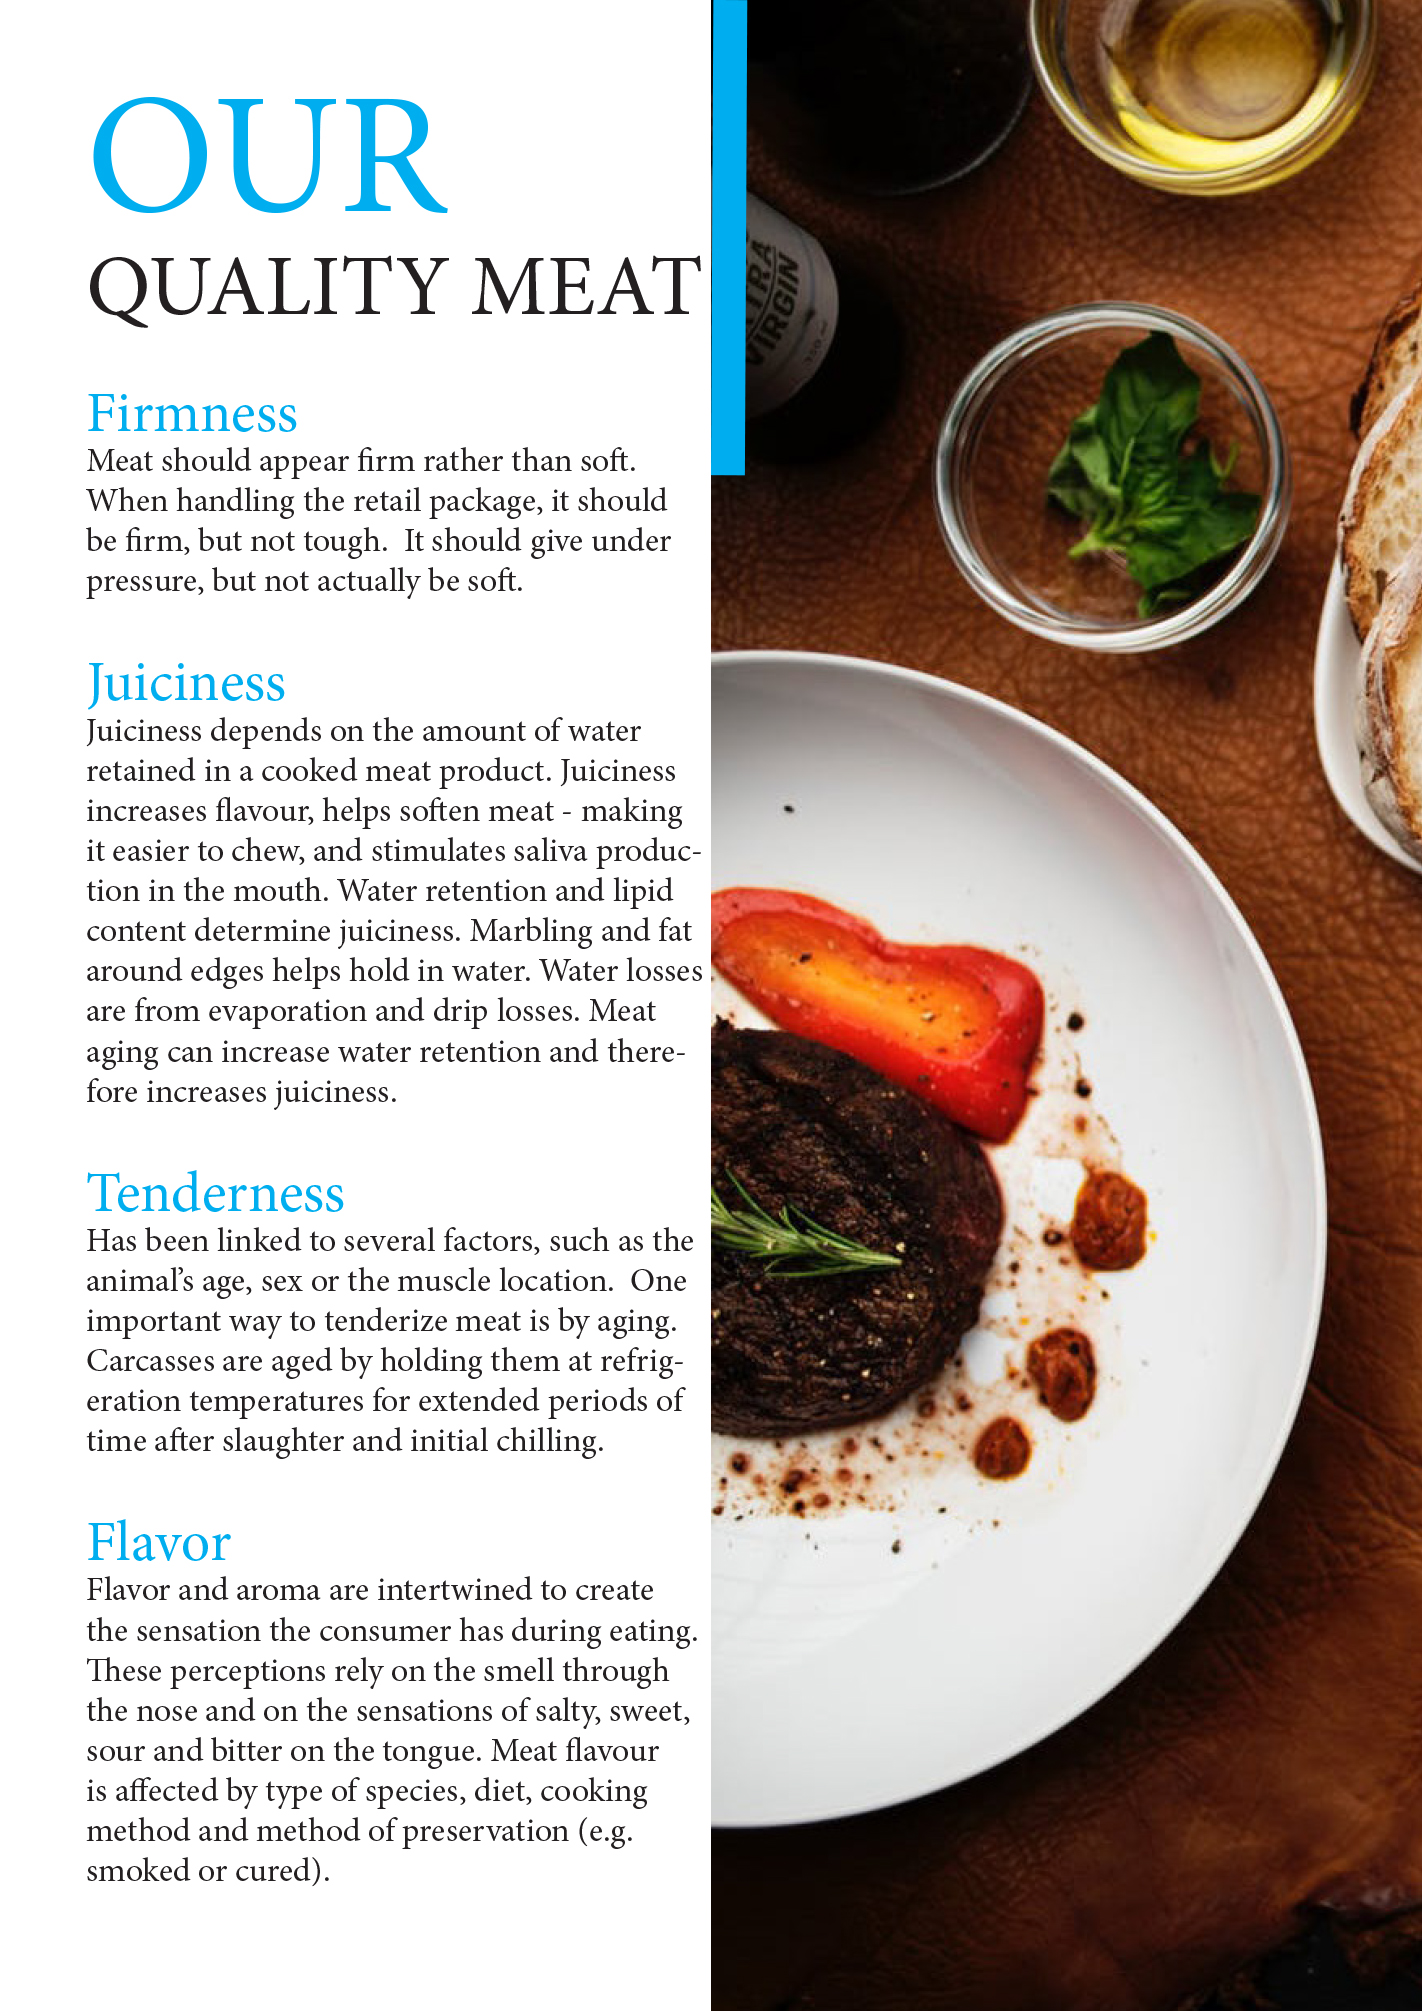 OUR
QUALITY MEAT
Firmness
Meat should appear firm rather than soft.
When handling the retail package, it should
be firm, but not tough.  It should give under
pressure, but not actually be soft.
Juiciness
Juiciness depends on the amount of water
retained in a cooked meat product. Juiciness
increases flavour, helps soften meat - making
it easier to chew, and stimulates saliva produc-
tion in the mouth. Water retention and lipid
content determine juiciness. Marbling and fat
around edges helps hold in water. Water losses
are from evaporation and drip losses. Meat
aging can increase water retention and there-
fore increases juiciness.
Tenderness
Has been linked to several factors, such as the
animal’s age, sex or the muscle location.  One
important way to tenderize meat is by aging.
Carcasses are aged by holding them at refrig-
eration temperatures for extended periods of
time after slaughter and initial chilling.
Flavor
Flavor and aroma are intertwined to create
the sensation the consumer has during eating.
These perceptions rely on the smell through
the nose and on the sensations of salty, sweet,
sour and bitter on the tongue. Meat flavour
is affected by type of species, diet, cooking
method and method of preservation (e.g.
smoked or cured).
VIRGIN